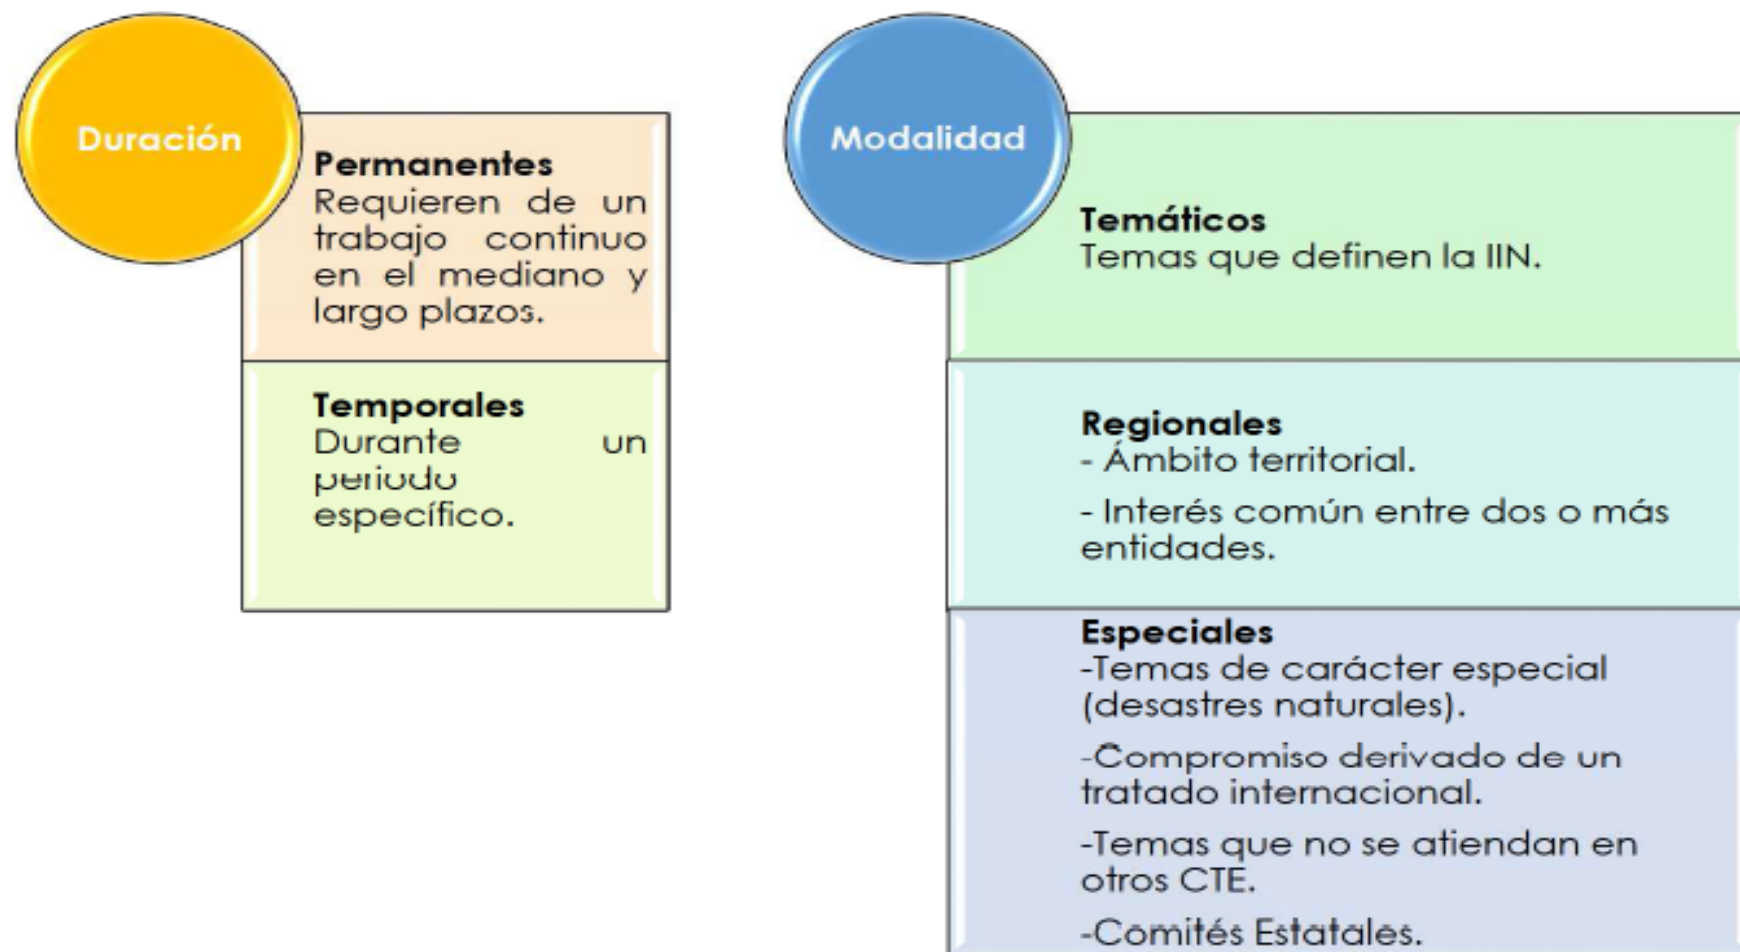 Duración
Permanentes
Requieren de un
trabajo continuo
en el mediano y
largo plazos.
Temporales
Durante un
periodo
específico.
Modalidad
Temáticos
Temas que definen la IIN.
Regionales
- Ámbito territorial.
- Interés común entre dos o más
entidades.
Especiales
-Temas de carácter especial
(desastres naturales).
-Compromiso derivado de un
tratado internacional.
-Temas que no se atiendan en
otros CTE.
-Comités Estatales.